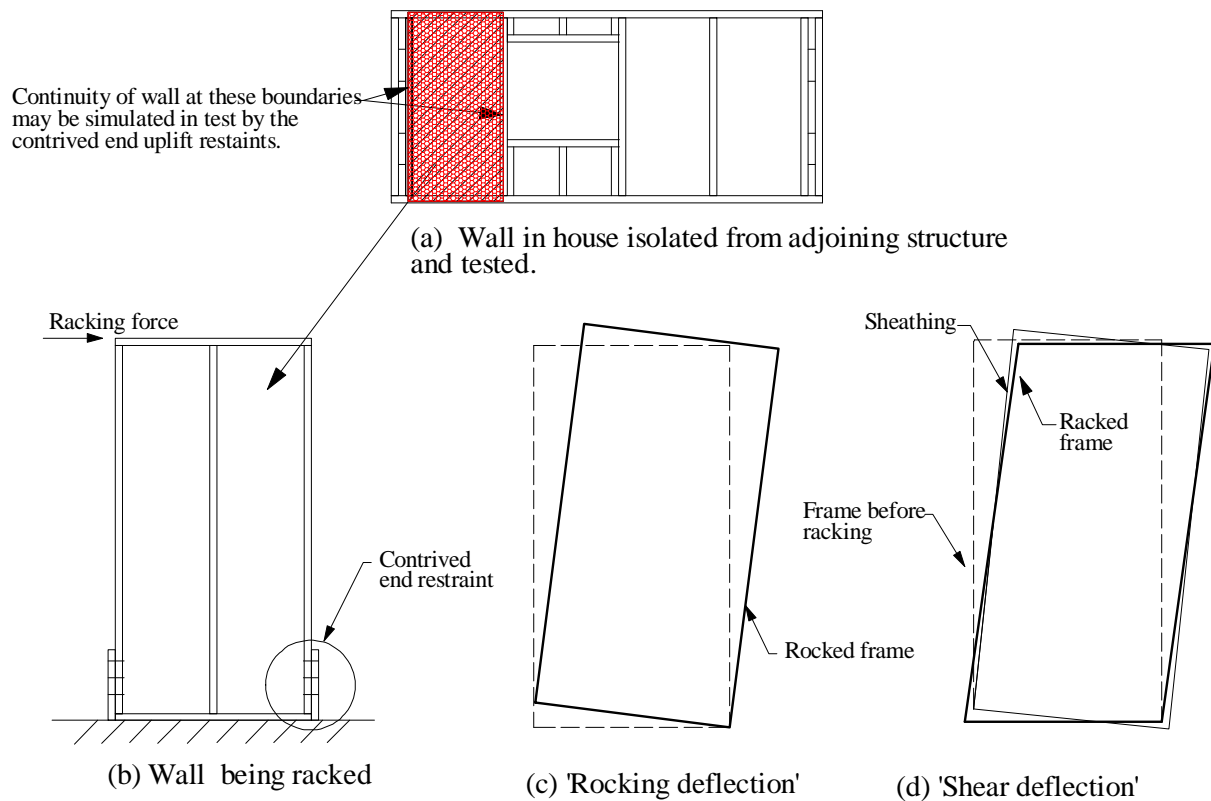 Continuity of wall at these boundaries
may be simulated in test by the
contrived end uplift restaints.
(a) Wall in house isolated from adjoining structure
and tested.
Racking force
Contrived
end restraint
(b) Wall being racked
Rocked frame
(c) 'Rocking deflection'
Sheathing
Racked
frame
Frame before
racking
(d) 'Shear deflection'